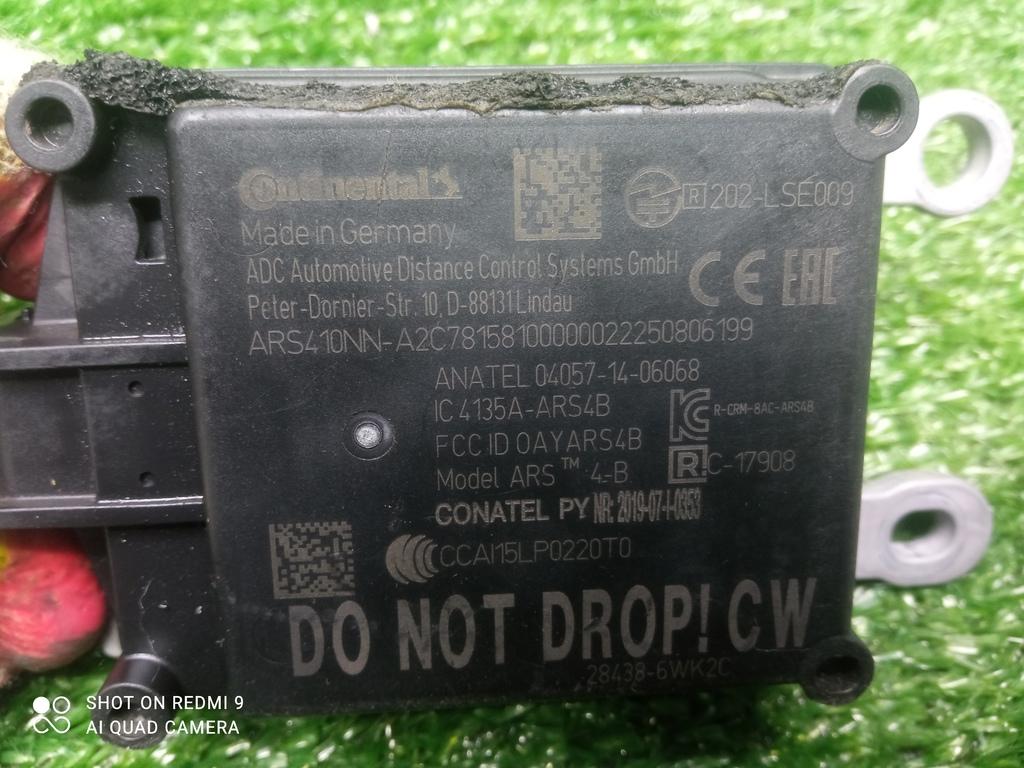 Continental
R 202-LSE009
Made in Germany
ADC Automotive Distance Control Systems GmbH
CE EAC
Peter-Dornier-Str. 10, D-88131 Lindau
ARS410NN-A2C7815810000022250806199
ANATEL 04057-14-06068
IC 4135A-ARS4B
R-CRM-8AC-ARS4B
FCC ID OAYARS4B
Model ARS™ 4-B
R C-17908
CONATEL PY NR: 2019-07-I-0353
CCAI15LP0220T0
DO NOT DROP! CW
28438-6WK2C
SHOT ON REDMI 9
AI QUAD CAMERA